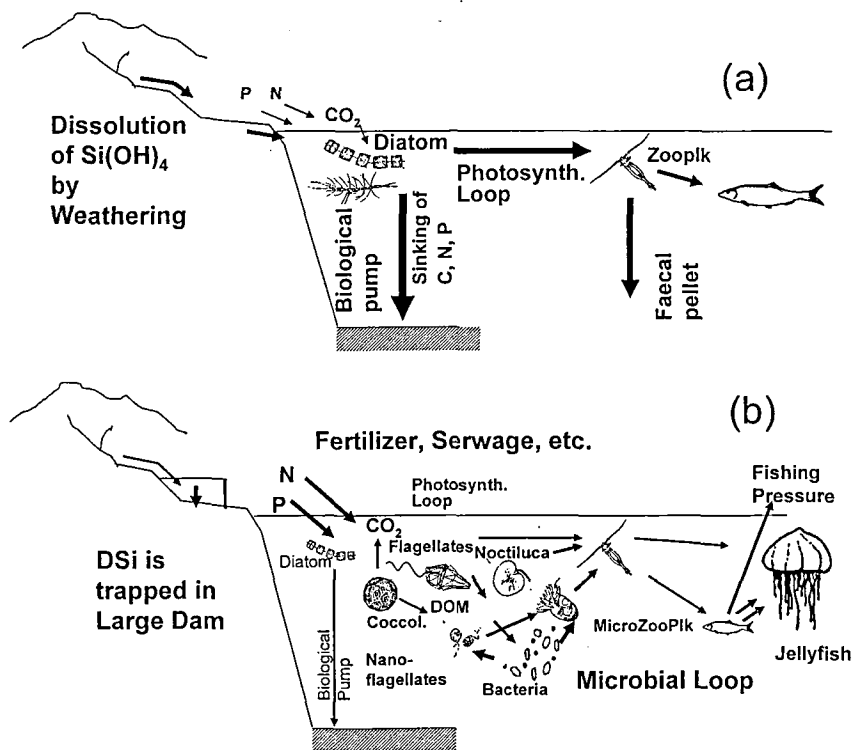 (a)
P N
CO₂
Dissolution
of Si(OH)₄
by
Weathering
Diatom
Photosynth.
Loop
Zooplk
Biological
pump
Sinking of
C, N, P
Faecal
pellet
(b)
Fertilizer, Serwage, etc.
N
P
Photosynth.
Loop
Fishing
Pressure
CO₂
Diatom
Flagellates
Noctiluca
DSi is
trapped in
Large Dam
DOM
Coccol.
MicroZooPlk
Jellyfish
Biological
Pump
Nano-
flagellates
Bacteria
Microbial Loop